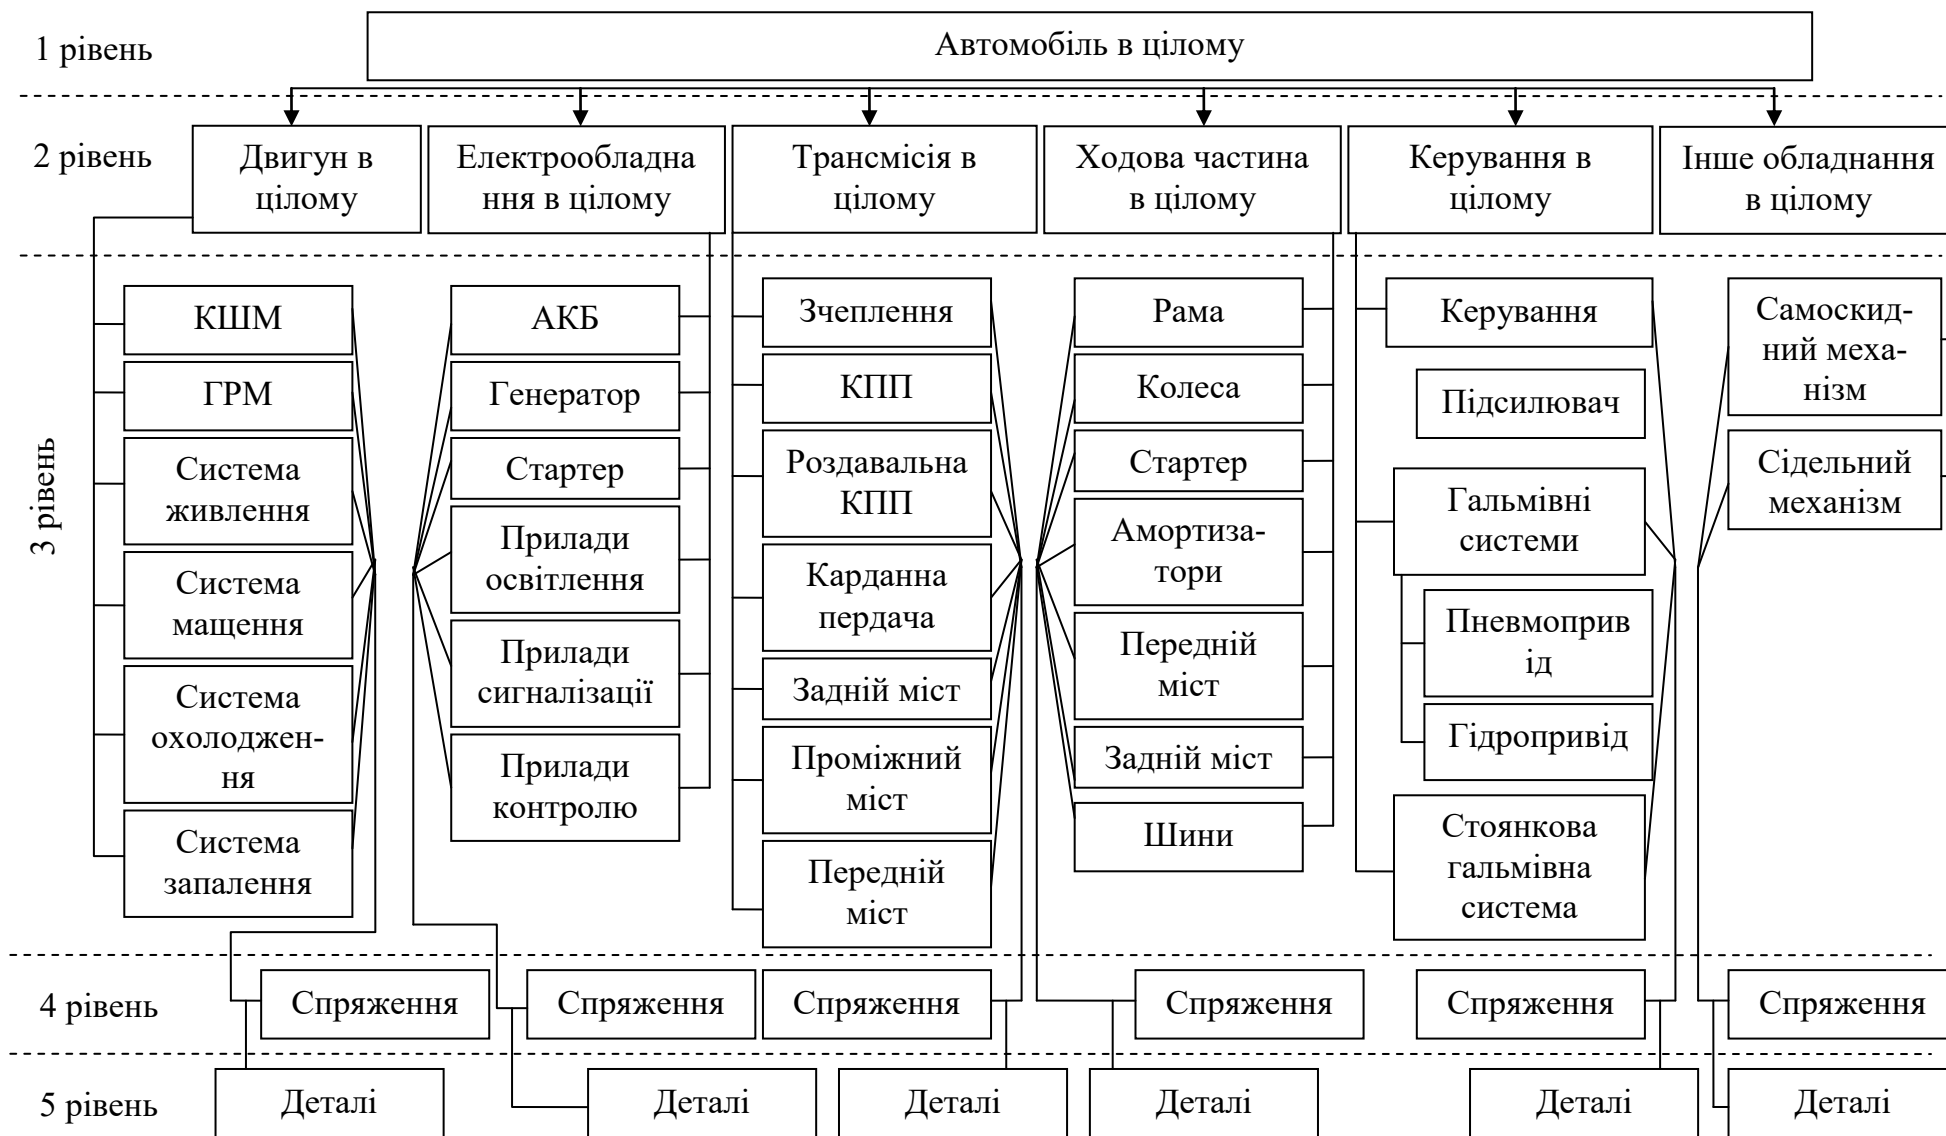 1 рівень
Автомобіль в цілому
2 рівень
Двигун в
цілому
Електрообладна
ння в цілому
Трансмісія в
цілому
Ходова частина
в цілому
Керування в
цілому
Інше обладнання
в цілому
3 рівень
КШМ
ГРМ
Система
живлення
Система
мащення
Система
охолоджен-
ня
Система
запалення
АКБ
Генератор
Стартер
Прилади
освітлення
Прилади
сигналізації
Прилади
контролю
Зчеплення
КПП
Роздавальна
КПП
Карданна
пердача
Задній міст
Проміжний
міст
Передній
міст
Рама
Колеса
Стартер
Амортиза-
тори
Передній
міст
Задній міст
Шини
Керування
Підсилювач
Гальмівні
системи
Пневмоприв
ід
Гідропривід
Стоянкова
гальмівна
система
Самоскид-
ний меха-
нізм
Сідельний
механізм
4 рівень
Спряження
Спряження
Спряження
Спряження
Спряження
Спряження
5 рівень
Деталі
Деталі
Деталі
Деталі
Деталі
Деталі